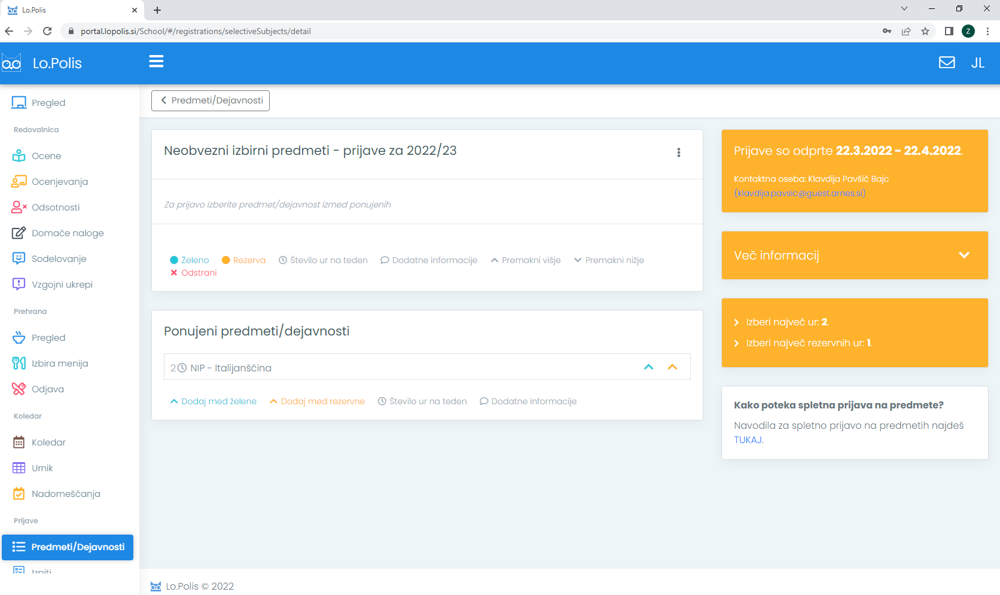 Lo.Polis
portal.lopolis.si/School/#/registrations/selectiveSubjects/detail
Z
Lo.Polis
JL
Pregled
Redovalnica
Ocene
Ocenjevanja
Odsotnosti
Domače naloge
Sodelovanje
Vzgojni ukrepi
Prehrana
Pregled
Izbira menija
Odjava
Koledar
Koledar
Urnik
Nadomeščanja
Prijave
Predmeti/Dejavnosti
Izpiti
Predmeti/Dejavnosti
Neobvezni izbirni predmeti - prijave za 2022/23
Za prijavo izberite predmet/dejavnost izmed ponujenih
Želeno Rezerva Število ur na teden Dodatne informacije Premakni višje Premakni nižje
Odstrani
Ponujeni predmeti/dejavnosti
2 NIP - Italijanščina
Dodaj med želene Dodaj med rezervne Število ur na teden Dodatne informacije
Prijave so odprte 22.3.2022 - 22.4.2022.
Kontaktna oseba: Klavdija Pavšič Bajc
(klavdija.pavsic@guest.arnes.si)
Več informacij
Izberi največ ur: 2.
Izberi največ rezervnih ur: 1.
Kako poteka spletna prijava na predmete?
Navodila za spletno prijavo na predmetih najdeš
TUKAJ.
Lo.Polis © 2022